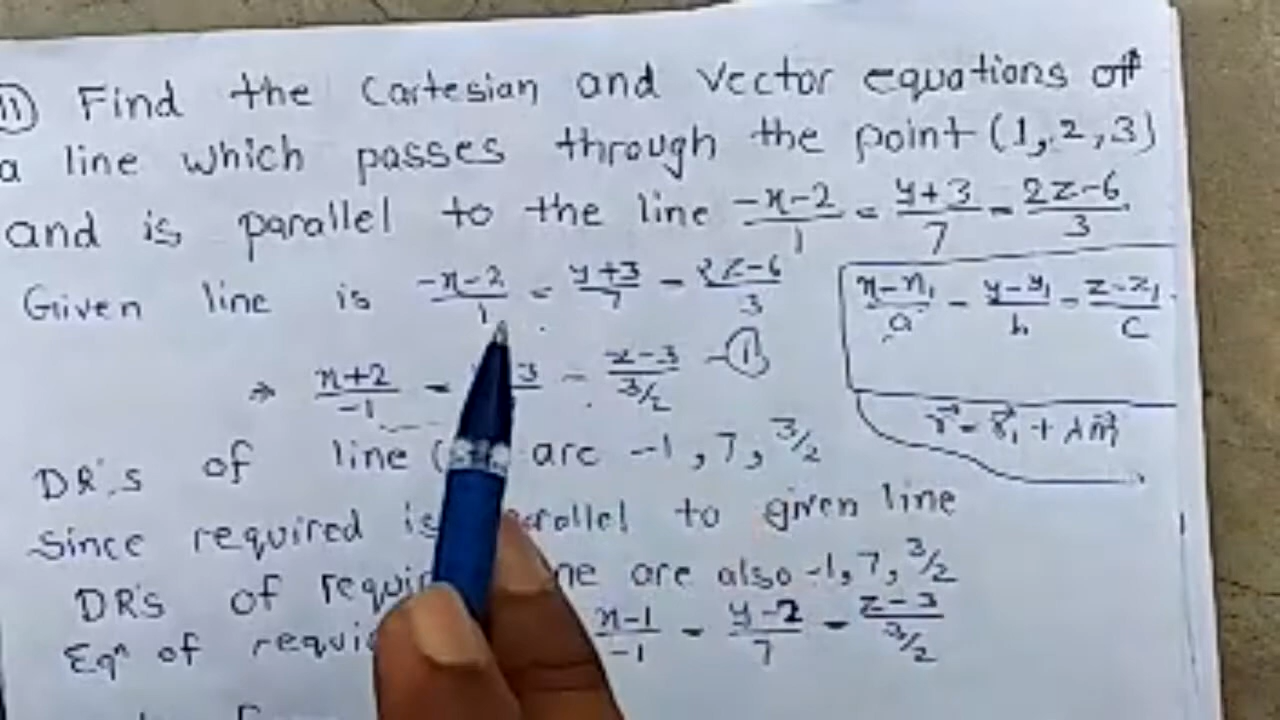 11) Find the Cartesian and vector equations of
a line which passes through the point (1,2,3)
and is parallel to the line -x-2/1 = y+3/7 = 2z-6/3
Given line is -x-2/1 = y+3/7 = 2z-6/3
x-x₁/a = y-y₁/b = z-z₁/c
⇒ x+2/-1 = 3 = z-3/3/2 - ①
r⃗ = r⃗₁ + λm⃗
DR's of line are -1, 7, 3/2
Since required is parallel to given line
DR's of are also -1, 7, 3/2
Eqⁿ of x-1/-1 = y-2/7 = z-3/3/2